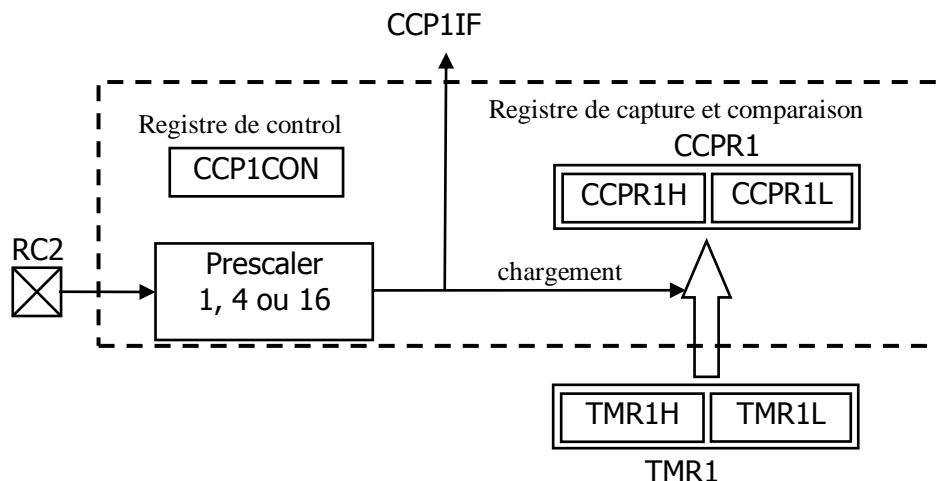 CCP1IF
Registre de control
CCP1CON
Registre de capture et comparaison
CCPR1
CCPR1H
CCPR1L
RC2
Prescaler
1, 4 ou 16
chargement
TMR1H
TMR1L
TMR1